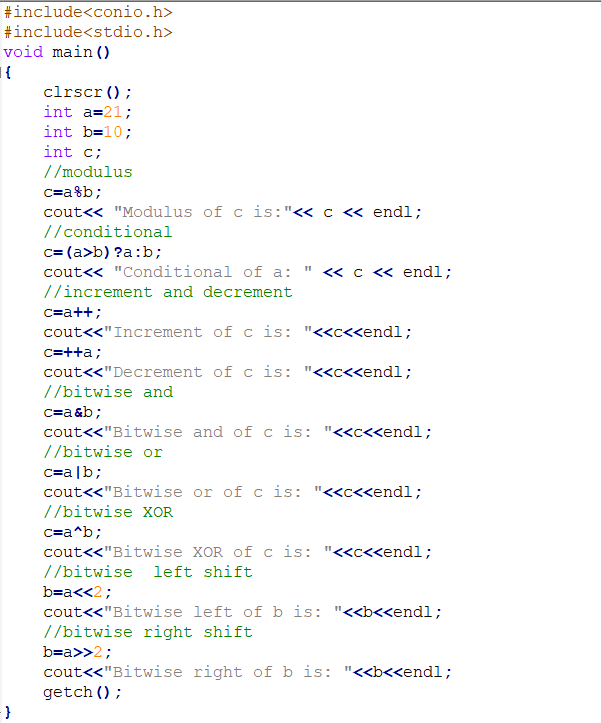 #include<conio.h>
#include<stdio.h>
void main()
{
    clrscr();
    int a=21;
    int b=10;
    int c;
    //modulus
    c=a%b;
    cout<< "Modulus of c is:"<< c << endl;
    //conditional
    c=(a>b)?a:b;
    cout<< "Conditional of a: " << c << endl;
    //increment and decrement
    c=a++;
    cout<<"Increment of c is: "<<c<<endl;
    c=++a;
    cout<<"Decrement of c is: "<<c<<endl;
    //bitwise and
    c=a&b;
    cout<<"Bitwise and of c is: "<<c<<endl;
    //bitwise or
    c=a|b;
    cout<<"Bitwise or of c is: "<<c<<endl;
    //bitwise XOR
    c=a^b;
    cout<<"Bitwise XOR of c is: "<<c<<endl;
    //bitwise  left shift
    b=a<<2;
    cout<<"Bitwise left of b is: "<<b<<endl;
    //bitwise right shift
    b=a>>2;
    cout<<"Bitwise right of b is: "<<b<<endl;
    getch();
}